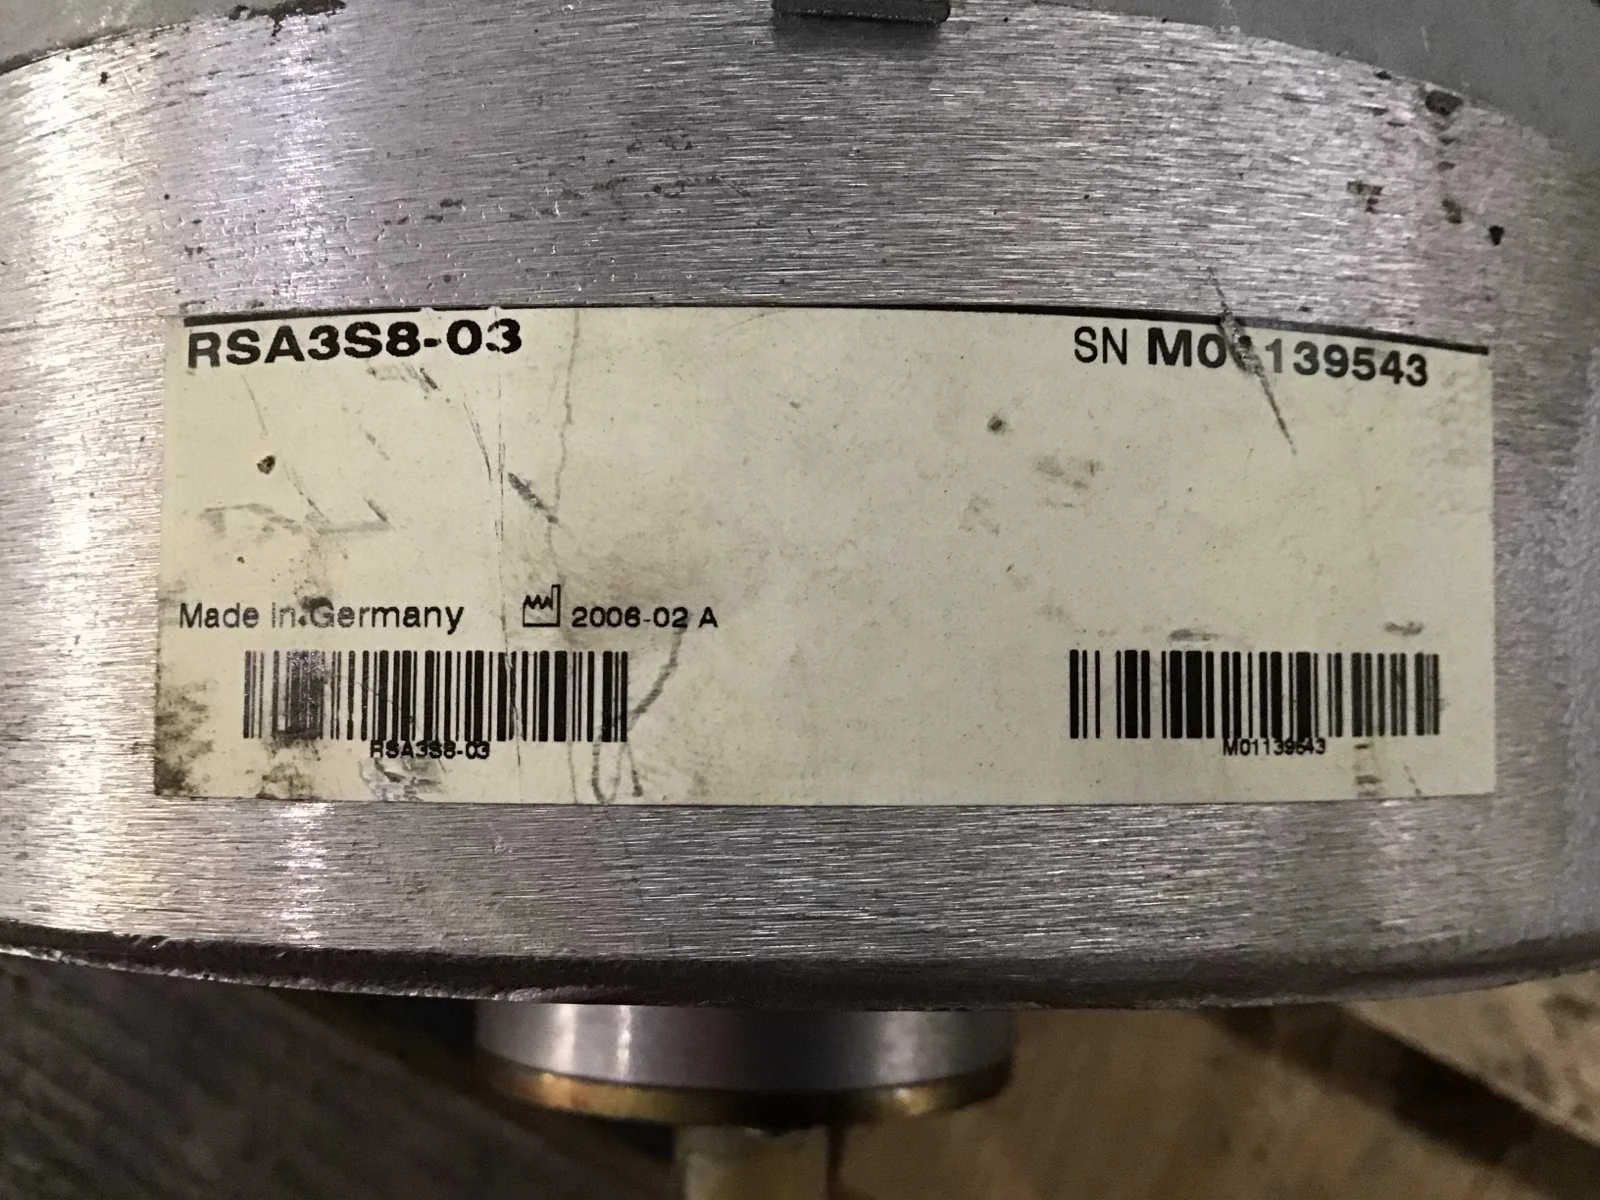 RSA3S8-03
SN M01139543
Made in Germany 2006-02 A
RSA3S8-03
M01139543